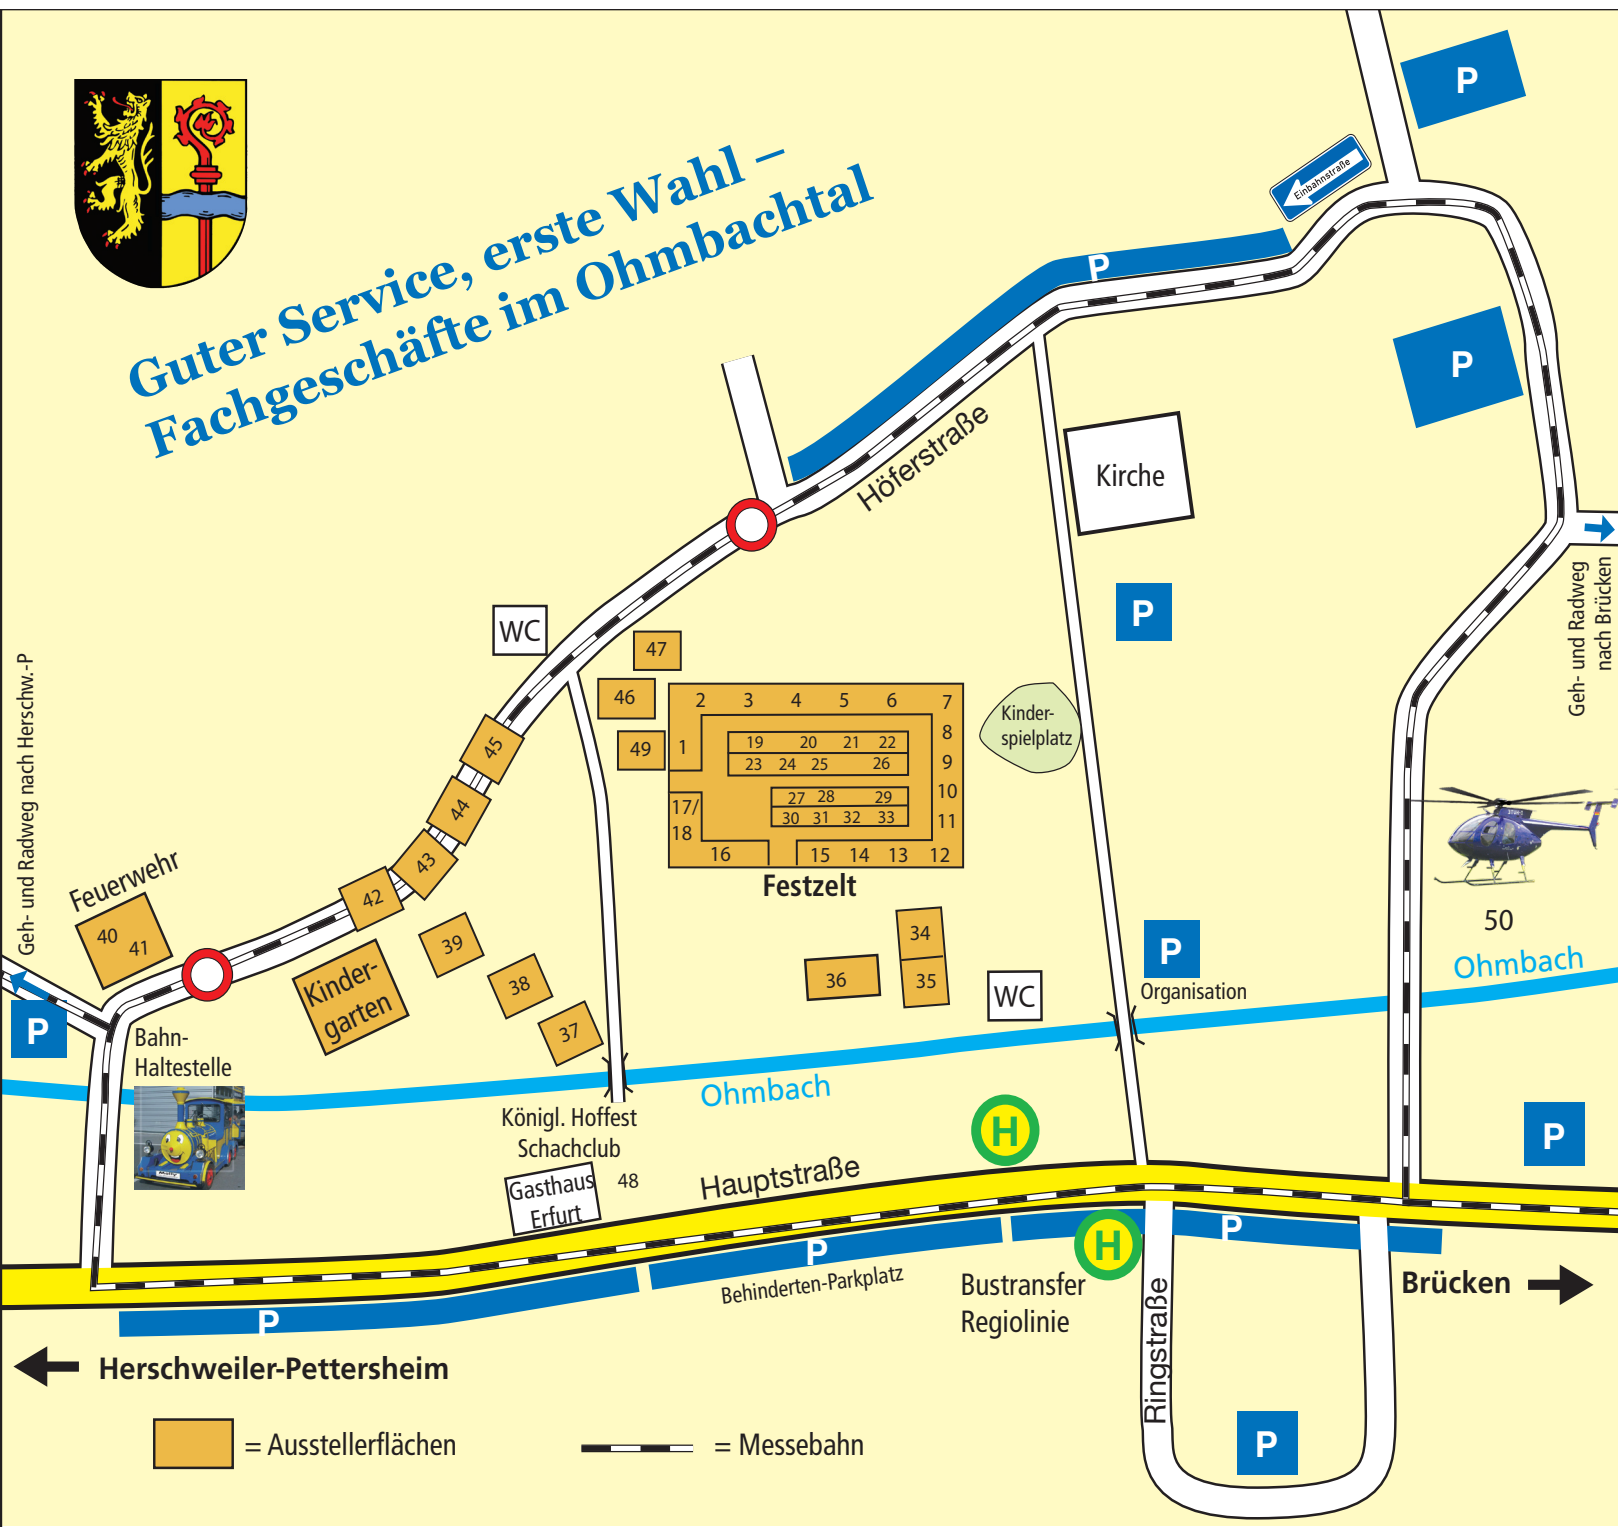 P
Einbahnstraße
Guter Service, erste Wahl –
Fachgeschäfte im Ohmbachtal
P
P
Höferstraße
Kirche
Geh- und Radweg
nach Brücken
P
WC
47
46
49
Geh- und Radweg nach Herschw.-P
2 3 4 5 6 7
1
8
9
10
11
17/
18
16
15 14 13 12
19 20 21 22
23 24 25 26
27 28 29
30 31 32 33
Festzelt
Kinder-
spielplatz
45
44
43
42
Feuerwehr
40 41
39
38
37
Kinder-
garten
34
35
36
WC
P
Organisation
50
Ohmbach
P
Bahn-
Haltestelle
Ohmbach
Königl. Hoffest
Schachclub
Gasthaus
Erfurt
48
Hauptstraße
H
P
H
P
P
P
Behinderten-Parkplatz
Bustransfer
Regiolinie
Ringstraße
Brücken
Herschweiler-Pettersheim
P
= Ausstellerflächen
= Messebahn